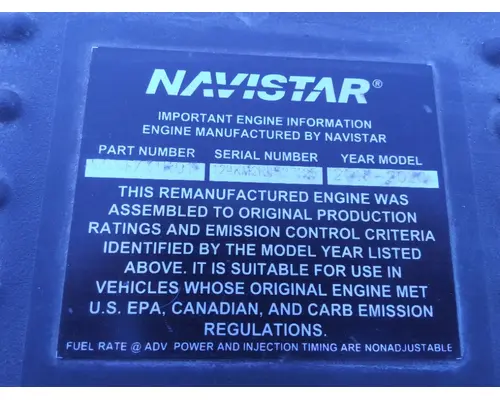 NAVISTAR®
IMPORTANT ENGINE INFORMATION
ENGINE MANUFACTURED BY NAVISTAR
PART NUMBER SERIAL NUMBER YEAR MODEL
THIS REMANUFACTURED ENGINE WAS
ASSEMBLED TO ORIGINAL PRODUCTION
RATINGS AND EMISSION CONTROL CRITERIA
IDENTIFIED BY THE MODEL YEAR LISTED
ABOVE. IT IS SUITABLE FOR USE IN
VEHICLES WHOSE ORIGINAL ENGINE MET
U.S. EPA, CANADIAN, AND CARB EMISSION
REGULATIONS.
FUEL RATE @ ADV POWER AND INJECTION TIMING ARE NONADJUSTABLE